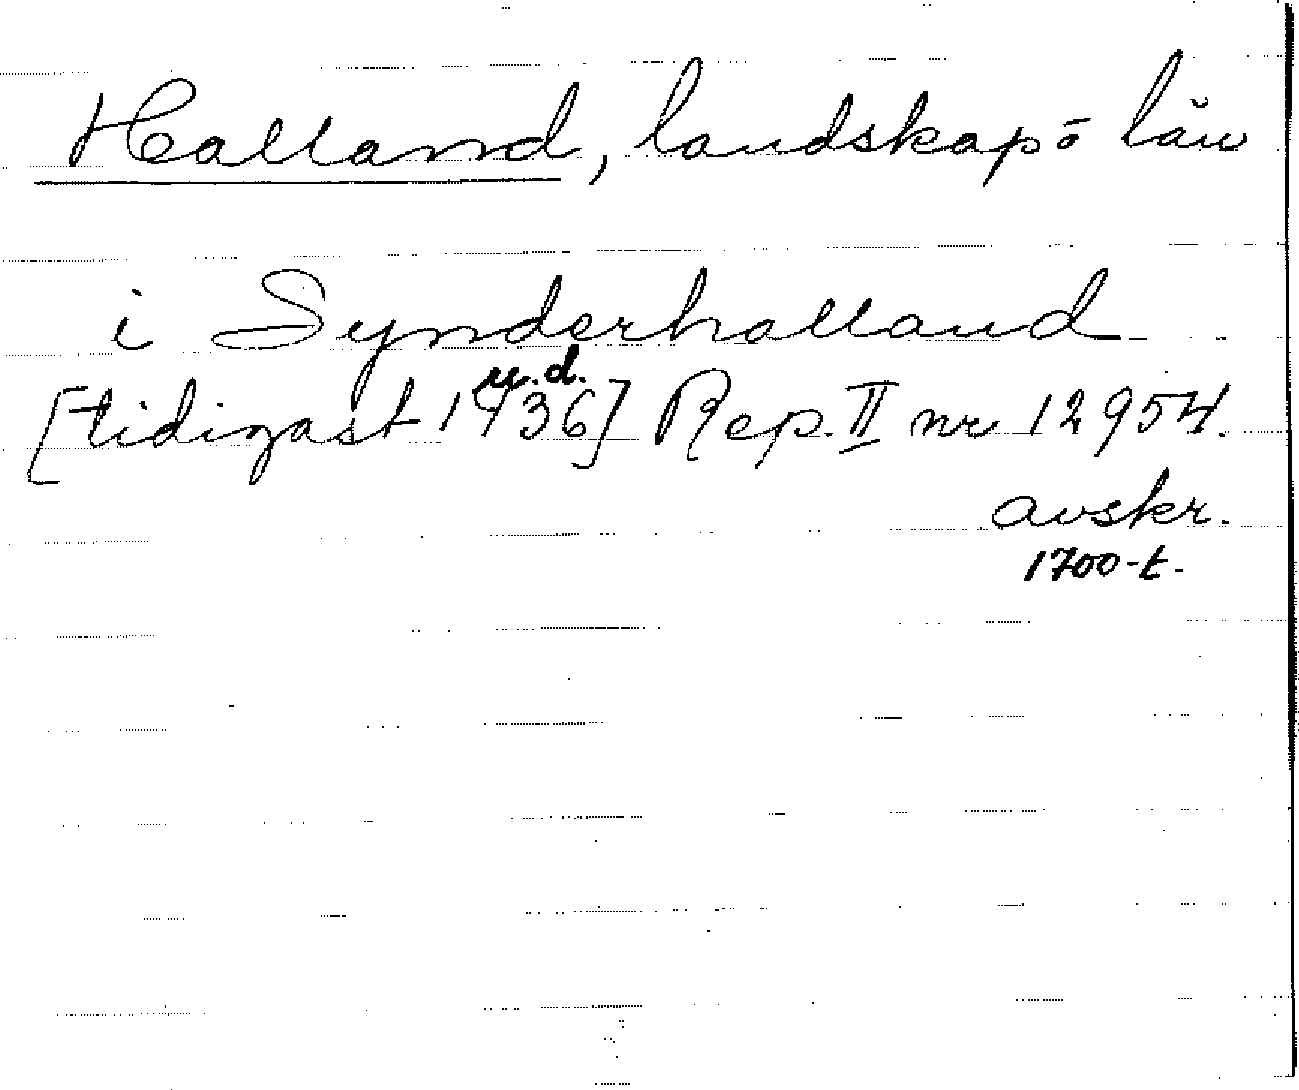 Halland, landskap ō län
i Synderhalland
u. d.
[tidigast 1436] Rep. II nr 12954.
avskr.
1700-t.